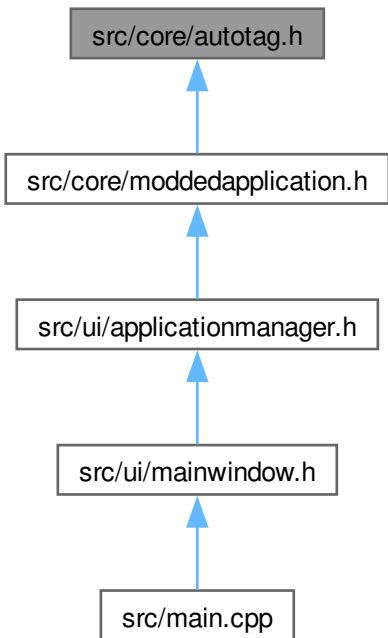 src/core/autotag.h
src/core/moddedapplication.h
src/ui/applicationmanager.h
src/ui/mainwindow.h
src/main.cpp